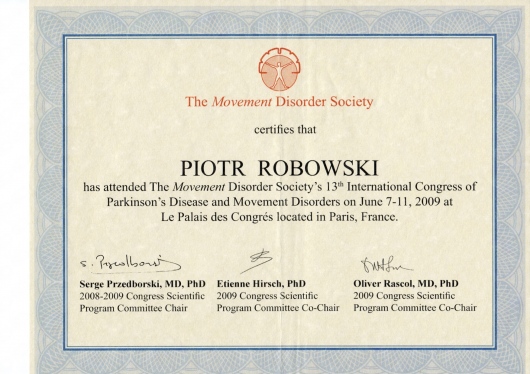 The Movement Disorder Society
certifies that
PIOTR ROBOWSKI
has attended The Movement Disorder Society's 13th International Congress of
Parkinson's Disease and Movement Disorders on June 7-11, 2009 at
Le Palais des Congrés located in Paris, France.
S. Przedborski
Serge Przedborski, MD, PhD
2008-2009 Congress Scientific
Program Committee Chair
Etienne Hirsch, PhD
2009 Congress Scientific
Program Committee Co-Chair
Oliver Rascol, MD, PhD
2009 Congress Scientific
Program Committee Co-Chair